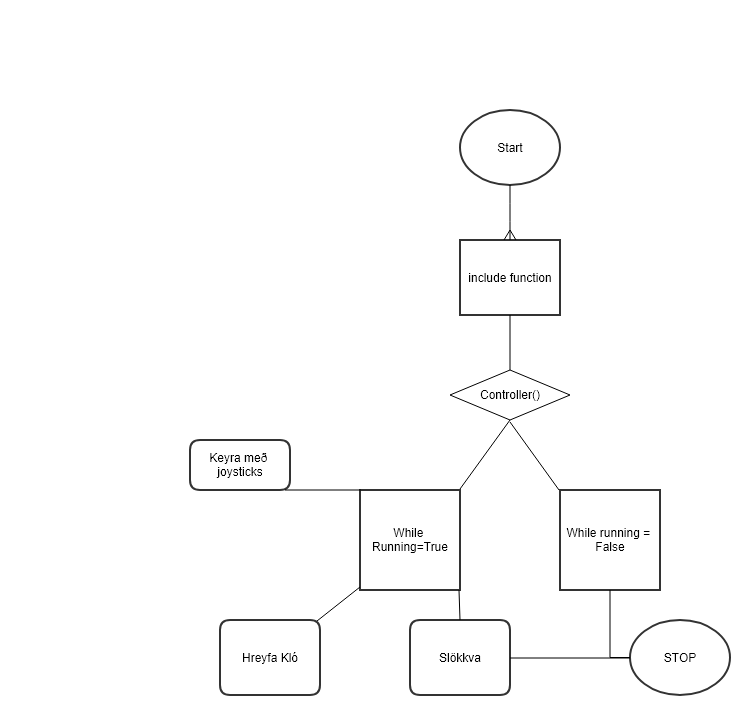 Start
include function
Controller()
Keyra með
joysticks
While
Running=True
While running =
False
Hreyfa Kló
Slökkva
STOP